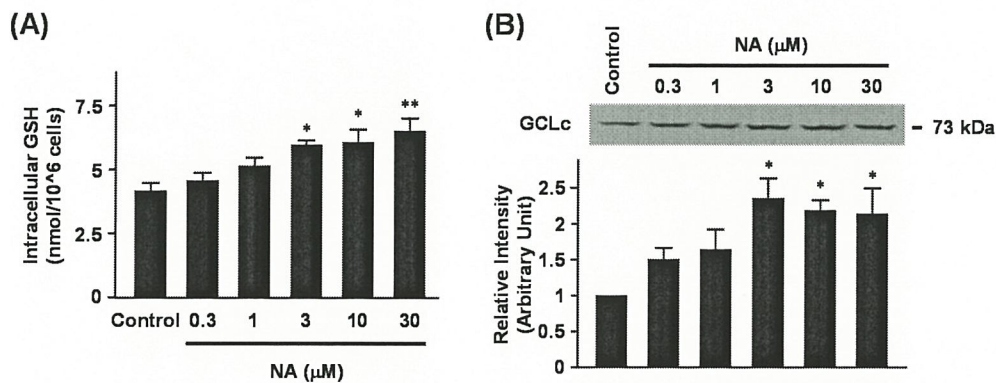 (A)
Intracellular GSH
(nmol/10^6 cells)
7.5
5
2.5
0
* * **
Control 0.3 1 3 10 30
NA (μM)
(B)
Control
NA (μM)
0.3 1 3 10 30
GCLc
- 73 kDa
Relative Intensity
(Arbitrary Unit)
2.5
2
1.5
1
0.5
0
* * *